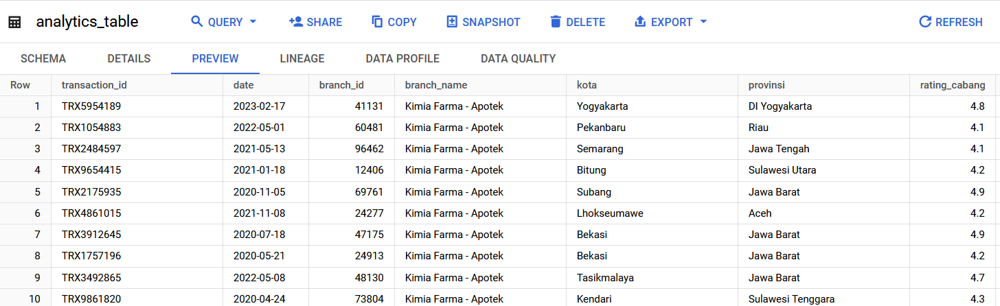 analytics_table QUERY SHARE COPY SNAPSHOT DELETE EXPORT REFRESH
SCHEMA DETAILS PREVIEW LINEAGE DATA PROFILE DATA QUALITY
Row transaction_id date branch_id branch_name kota provinsi rating_cabang
1 TRX5954189 2023-02-17 41131 Kimia Farma - Apotek Yogyakarta DI Yogyakarta 4.8
2 TRX1054883 2022-05-01 60481 Kimia Farma - Apotek Pekanbaru Riau 4.1
3 TRX2484597 2021-05-13 96462 Kimia Farma - Apotek Semarang Jawa Tengah 4.1
4 TRX9654415 2021-01-18 12406 Kimia Farma - Apotek Bitung Sulawesi Utara 4.2
5 TRX2175935 2020-11-05 69761 Kimia Farma - Apotek Subang Jawa Barat 4.9
6 TRX4861015 2021-11-08 24277 Kimia Farma - Apotek Lhokseumawe Aceh 4.2
7 TRX3912645 2020-07-18 47175 Kimia Farma - Apotek Bekasi Jawa Barat 4.9
8 TRX1757196 2020-05-21 24913 Kimia Farma - Apotek Bekasi Jawa Barat 4.2
9 TRX3492865 2022-05-08 48130 Kimia Farma - Apotek Tasikmalaya Jawa Barat 4.7
10 TRX9861820 2020-04-24 73804 Kimia Farma - Apotek Kendari Sulawesi Tenggara 4.3